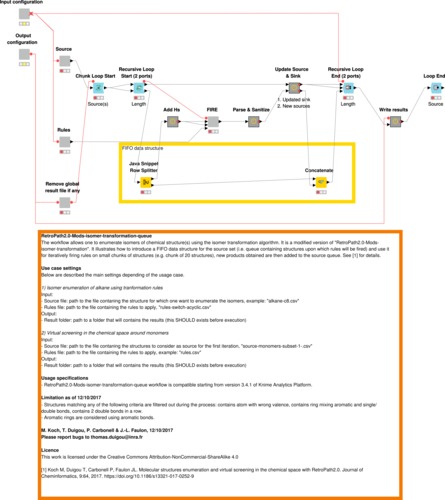 Input configuration
Output
configuration
Source
Chunk Loop Start
Source(s)
Recursive Loop
Start (2 ports)
Length
Add Hs
FIRE
Parse & Sanitize
Update Source
& Sink
1. Updated sink
2. New sources
Recursive Loop
End (2 ports)
Length
Loop End
Source
Write results
Rules
Remove global
result file if any
FIFO data structure
Java Snippet
Row Splitter
Concatenate
RetroPath2.0-Mods-isomer-transformation-queue
The workflow allows one to enumerate isomers of chemical structure(s) using the isomer transformation algorithm. It is a modified version of "RetroPath2.0-Mods-
isomer-transformation". It illustrates how to introduce a FIFO data structure for the source set (i.e. queue containing structures upon which rules will be fired) and use it
for iteratively firing rules on small chunks of structures (e.g. chunk of 20 structures), new products obtained are then added to the source queue. See [1] for details.
Use case settings
Below are described the main settings depending of the usage case.
1) Isomer enumeration of alkane using tranformation rules
Input:
- Source file: path to the file containing the structure for which one want to enumerate the isomers, example: "alkane-c8.csv"
- Rules file: path to the file containing the rules to apply, example: "rules-switch-acyclic.csv"
Output:
- Result folder: path to a folder that will contains the results (this SHOULD exists before execution)
2) Virtual screening in the chemical space around monomers
Input:
- Source file: path to the file containing the structures to consider as source for the first iteration, "source-monomers-subset-1-.csv"
- Rules file: path to the file containing the rules to apply, example: "rules.csv"
Output:
- Result folder: path to a folder that will contains the results (this SHOULD exists before execution)
Usage specifications
- RetroPath2.0-Mods-isomer-transformation-queue workflow is compatible starting from version 3.4.1 of Knime Analytics Platform.
Limitation as of 12/10/2017
- Structures matching any of following criteria are filtered out during the process: contains atom with wrong valence, contains ring mixing aromatic and single/
double bonds, contains 2 double bonds in a row.
- Aromatic rings are considered using aromatic bonds.
M. Koch, T. Duigou, P. Carbonell & J.-L. Faulon, 12/10/2017
Please report bugs to thomas.duigou@inra.fr
Licence
This work is licensed under the Creative Commons Attribution-NonCommercial-ShareAlike 4.0
[1] Koch M, Duigou T, Carbonell P, Faulon JL. Molecular structures enumeration and virtual screening in the chemical space with RetroPath2.0. Journal of
Cheminformatics, 9:64, 2017. https://doi.org/10.1186/s13321-017-0252-9